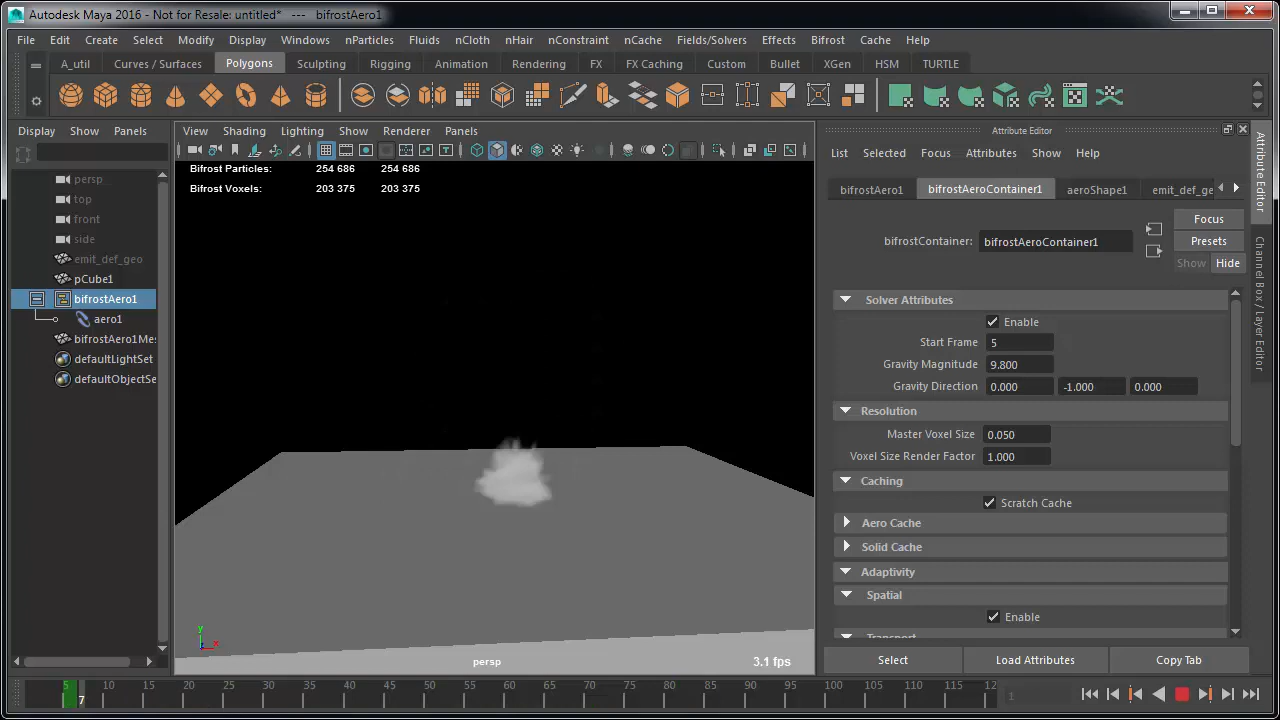 Autodesk Maya 2016 - Not for Resale: untitled*   ---   bifrostAero1
File Edit Create Select Modify Display Windows nParticles Fluids nCloth nHair nConstraint nCache Fields/Solvers Effects Bifrost Cache Help
A_util Curves / Surfaces Polygons Sculpting Rigging Animation Rendering FX FX Caching Custom Bullet XGen HSM TURTLE
Display Show Panels
persp
top
front
side
emit_def_geo
pCube1
bifrostAero1
aero1
bifrostAero1Mes
defaultLightSet
defaultObjectSe
View Shading Lighting Show Renderer Panels
Bifrost Particles: 254 686 254 686
Bifrost Voxels: 203 375 203 375
y
x
persp
3.1 fps
Attribute Editor
List Selected Focus Attributes Show Help
bifrostAero1 bifrostAeroContainer1 aeroShape1 emit_def_ge
Focus
bifrostContainer: bifrostAeroContainer1 Presets
Show Hide
Solver Attributes
Enable
Start Frame 5
Gravity Magnitude 9.800
Gravity Direction 0.000 -1.000 0.000
Resolution
Master Voxel Size 0.050
Voxel Size Render Factor 1.000
Caching
Scratch Cache
Aero Cache
Solid Cache
Adaptivity
Spatial
Enable
Transport
Select Load Attributes Copy Tab
Attribute Editor
Channel Box / Layer Editor
5 10 15 20 25 30 35 40 45 50 55 60 65 70 75 80 85 90 95 100 105 110 115 12
7
1